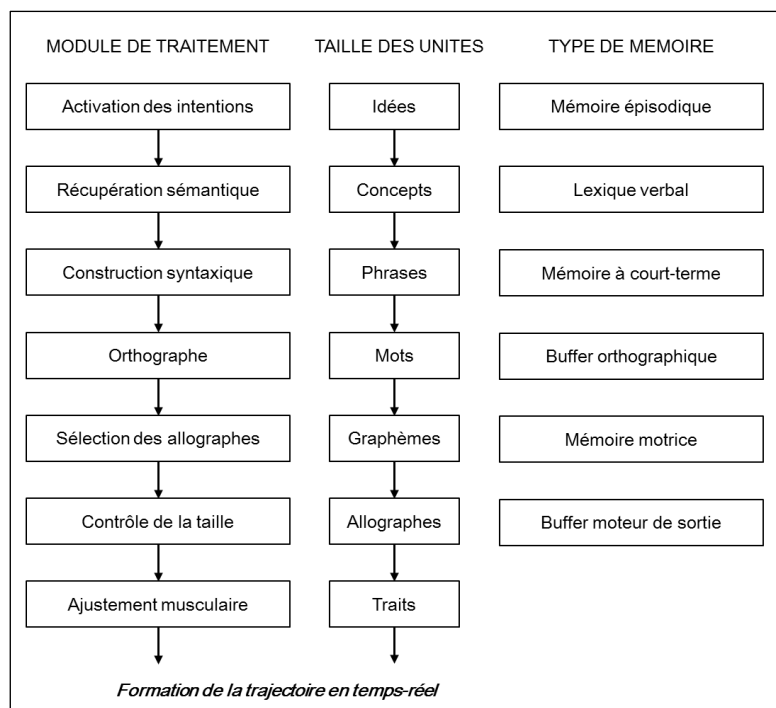 MODULE DE TRAITEMENT TAILLE DES UNITES TYPE DE MEMOIRE
Activation des intentions Idées Mémoire épisodique
Récupération sémantique Concepts Lexique verbal
Construction syntaxique Phrases Mémoire à court-terme
Orthographe Mots Buffer orthographique
Sélection des allographes Graphèmes Mémoire motrice
Contrôle de la taille Allographes Buffer moteur de sortie
Ajustement musculaire Traits
Formation de la trajectoire en temps-réel